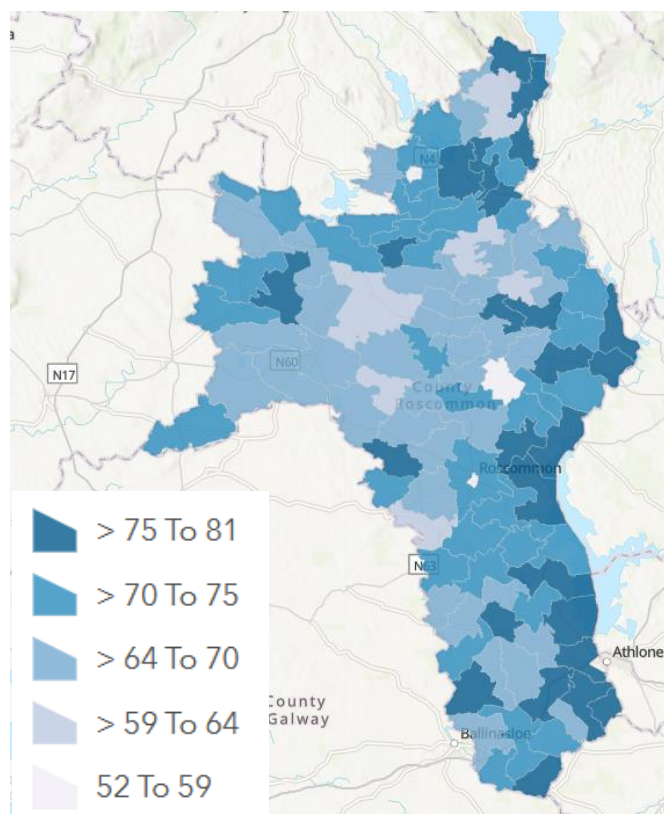 a
N4
N17
N60
County
Roscommon
Roscommon
N63
Athlone
County
Galway
Ballinasloe
> 75 To 81
> 70 To 75
> 64 To 70
> 59 To 64
52 To 59